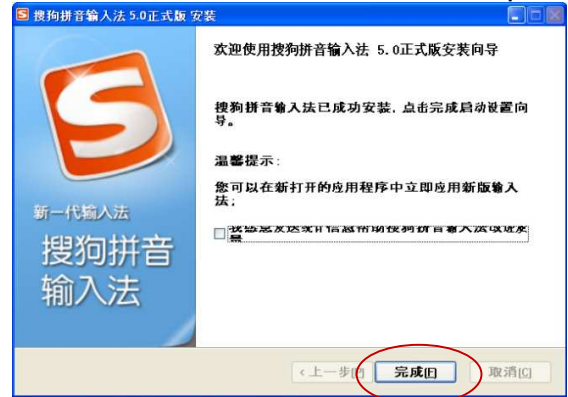 搜狗拼音输入法 5.0正式版 安装
欢迎使用搜狗拼音输入法 5.0正式版安装向导
搜狗拼音输入法已成功安装，点击完成启动设置向
导。
温馨提示：
您可以在新打开的应用程序中立即应用新版输入
法；
新一代输入法
搜狗拼音
输入法
<上一步(P) 完成(F) 取消(C)